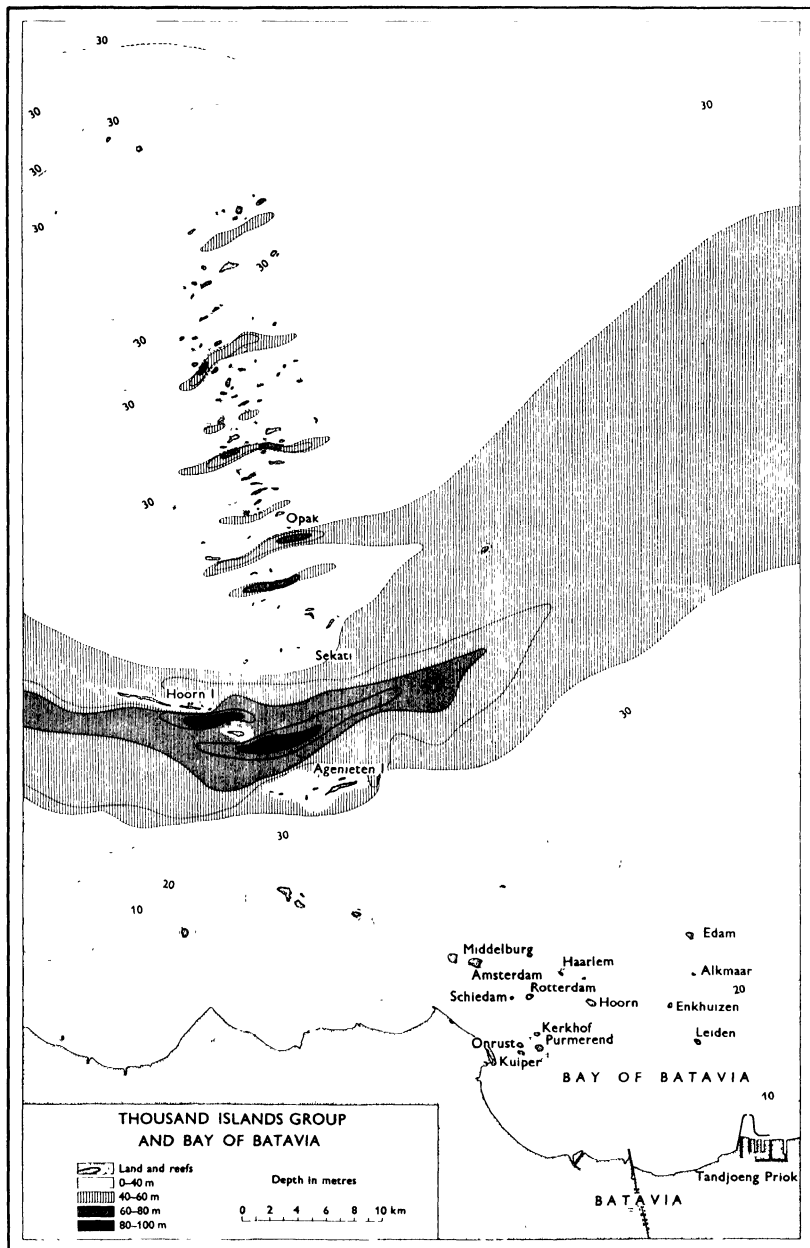 30
30
30
30
30
30
30
30
30
30
30
Opak
Sekati
Hoorn I
30
Agenieten I
30
20
10
Edam
Middelburg
Haarlem
Amsterdam
Alkmaar
Rotterdam
20
Schiedam
Hoorn
Enkhuizen
Kerkhof
Leiden
Onrust
Purmerend
Kuiper
BAY OF BATAVIA
10
THOUSAND ISLANDS GROUP
AND BAY OF BATAVIA
Land and reefs
0–40 m
Depth in metres
40–60 m
60–80 m
0 2 4 6 8 10 km
80–100 m
Tandjoeng Priok
BATAVIA